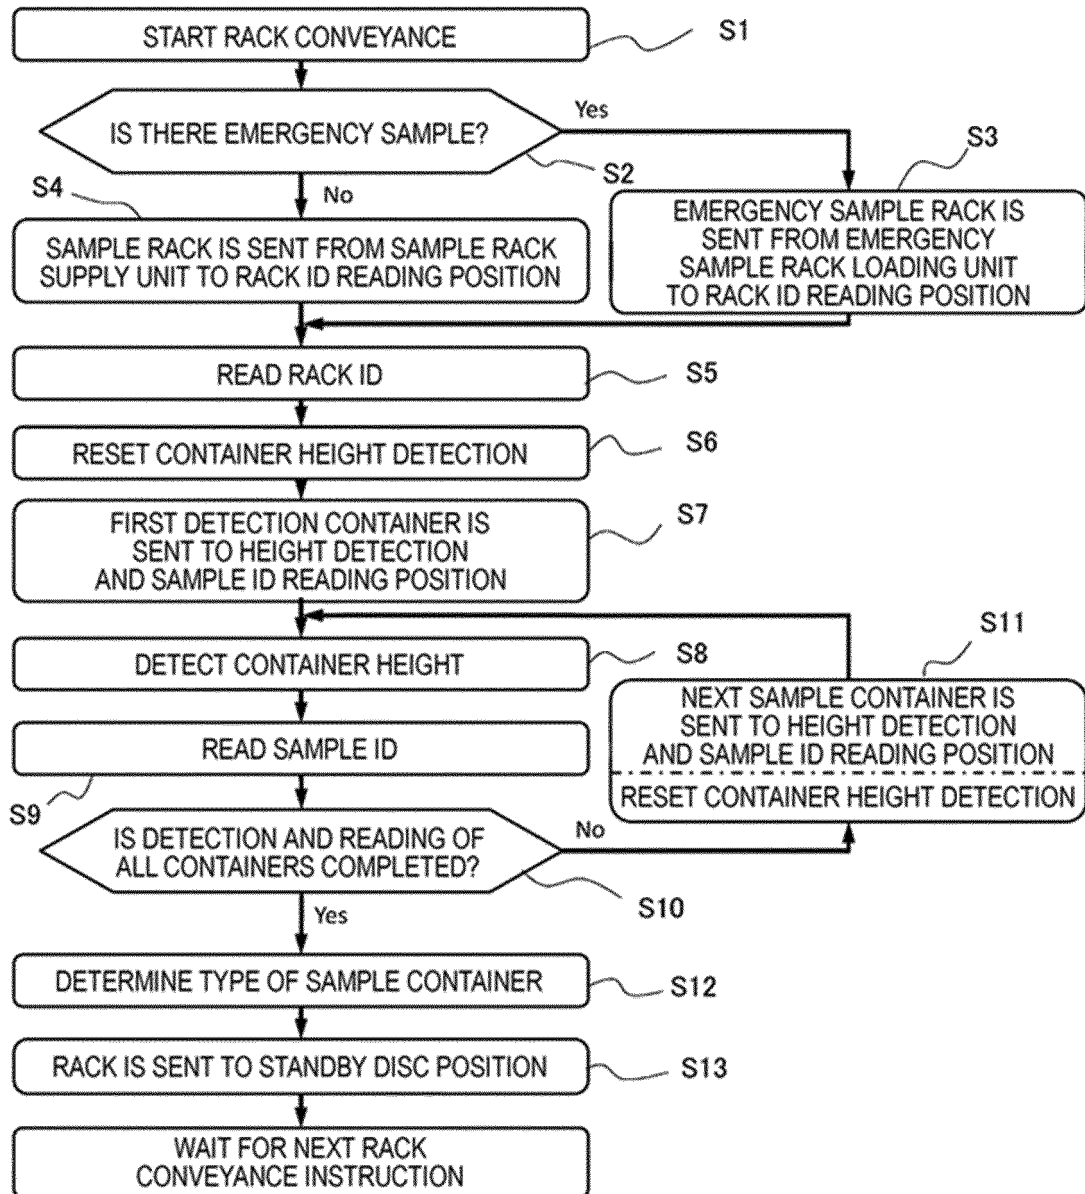 START RACK CONVEYANCE
S1
IS THERE EMERGENCY SAMPLE?
Yes
S2
No
S3
EMERGENCY SAMPLE RACK IS
SENT FROM EMERGENCY
SAMPLE RACK LOADING UNIT
TO RACK ID READING POSITION
S4
SAMPLE RACK IS SENT FROM SAMPLE RACK
SUPPLY UNIT TO RACK ID READING POSITION
READ RACK ID
S5
RESET CONTAINER HEIGHT DETECTION
S6
FIRST DETECTION CONTAINER IS
SENT TO HEIGHT DETECTION
AND SAMPLE ID READING POSITION
S7
DETECT CONTAINER HEIGHT
S8
READ SAMPLE ID
S9
IS DETECTION AND READING OF
ALL CONTAINERS COMPLETED?
No
S10
Yes
S11
NEXT SAMPLE CONTAINER IS
SENT TO HEIGHT DETECTION
AND SAMPLE ID READING POSITION
RESET CONTAINER HEIGHT DETECTION
DETERMINE TYPE OF SAMPLE CONTAINER
S12
RACK IS SENT TO STANDBY DISC POSITION
S13
WAIT FOR NEXT RACK
CONVEYANCE INSTRUCTION